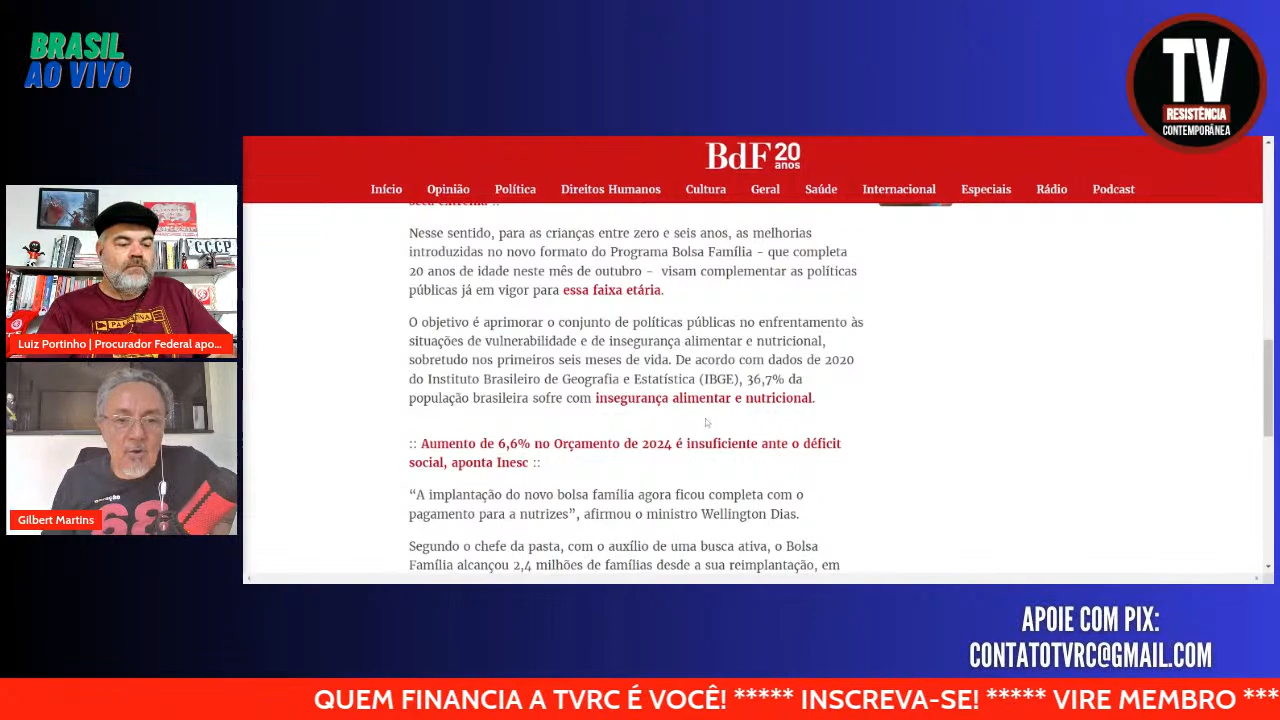 BRASIL
AO VIVO
TV
RESISTÊNCIA
CONTEMPORÂNEA
BdF 20
anos
Início Opinião Política Direitos Humanos Cultura Geral Saúde Internacional Especiais Rádio Podcast
Nesse sentido, para as crianças entre zero e seis anos, as melhorias
introduzidas no novo formato do Programa Bolsa Família - que completa
20 anos de idade neste mês de outubro - visam complementar as políticas
públicas já em vigor para essa faixa etária.
O objetivo é aprimorar o conjunto de políticas públicas no enfrentamento às
situações de vulnerabilidade e de insegurança alimentar e nutricional,
sobretudo nos primeiros seis meses de vida. De acordo com dados de 2020
do Instituto Brasileiro de Geografia e Estatística (IBGE), 36,7% da
população brasileira sofre com insegurança alimentar e nutricional.
:: Aumento de 6,6% no Orçamento de 2024 é insuficiente ante o déficit
social, aponta Inesc ::
“A implantação do novo bolsa família agora ficou completa com o
pagamento para a nutrizes”, afirmou o ministro Wellington Dias.
Segundo o chefe da pasta, com o auxílio de uma busca ativa, o Bolsa
Família alcançou 2,4 milhões de famílias desde a sua reimplantação, em
CCCP
Luiz Portinho | Procurador Federal apo...
68
Gilbert Martins
APOIE COM PIX:
CONTATOTVRC@GMAIL.COM
QUEM FINANCIA A TVRC É VOCÊ! ***** INSCREVA-SE! ***** VIRE MEMBRO ***